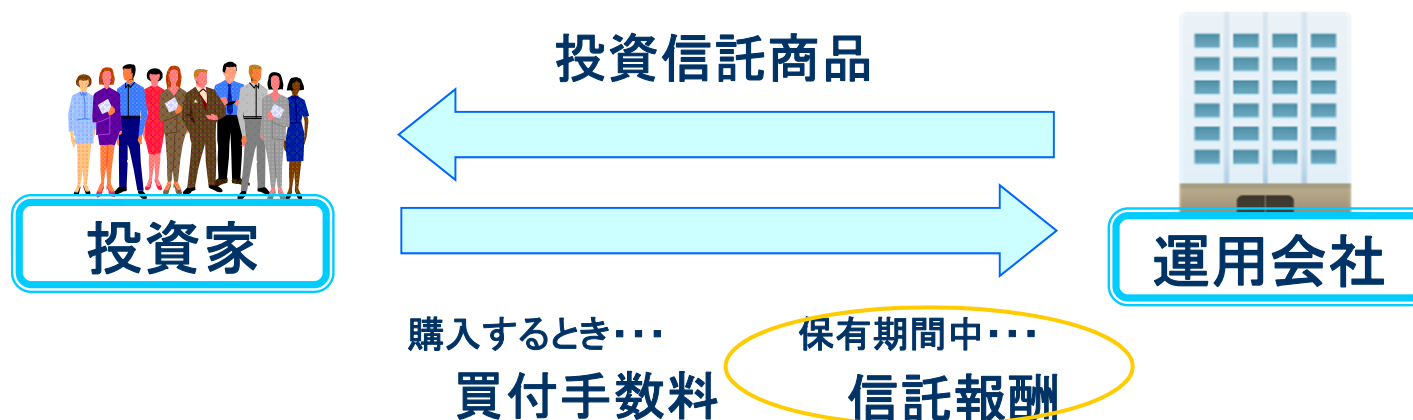 投資信託商品
投資家
運用会社
購入するとき・・・
保有期間中・・・
買付手数料
信託報酬